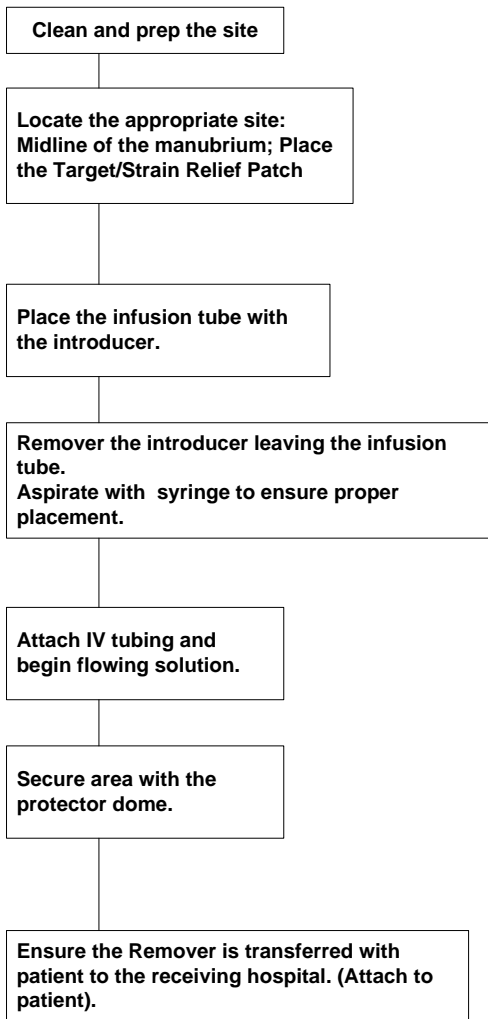 Clean and prep the site
Locate the appropriate site:
Midline of the manubrium; Place
the Target/Strain Relief Patch
Place the infusion tube with
the introducer.
Remover the introducer leaving the infusion
tube.
Aspirate with  syringe to ensure proper
placement.
Attach IV tubing and
begin flowing solution.
Secure area with the
protector dome.
Ensure the Remover is transferred with
patient to the receiving hospital. (Attach to
patient).